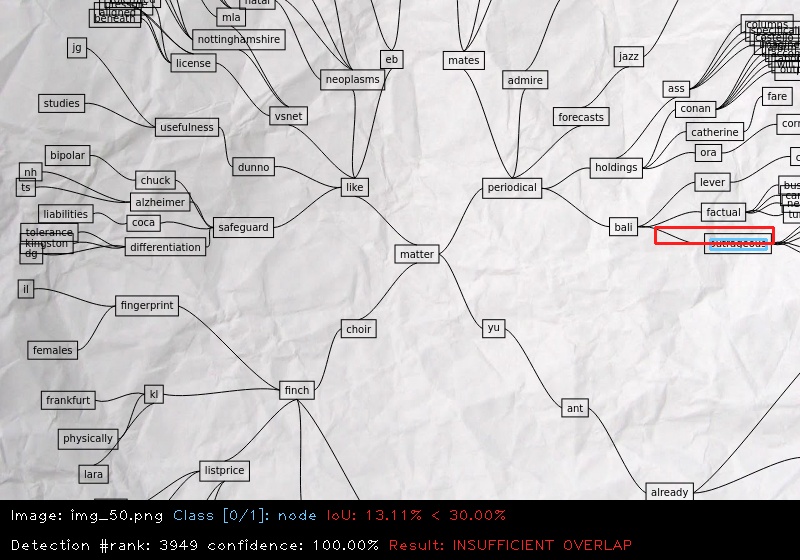 natal
mla
columns
nottinghamshire
jg
eb
license
neoplasms
mates
admire
jazz
ass
fare
studies
conan
vsnet
forecasts
usefulness
catherine
bipolar
ora
nh
dunno
holdings
ts
chuck
like
periodical
lever
alzheimer
liabilities
coca
factual
safeguard
bali
tolerance
kingston
differentiation
outrageous
dg
matter
il
fingerprint
choir
yu
females
finch
frankfurt
kl
ant
physically
lara
listprice
already
Image: img_50.png Class [0/1]: node IoU: 13.11% < 30.00%
Detection #rank: 3949 confidence: 100.00% Result: INSUFFICIENT OVERLAP